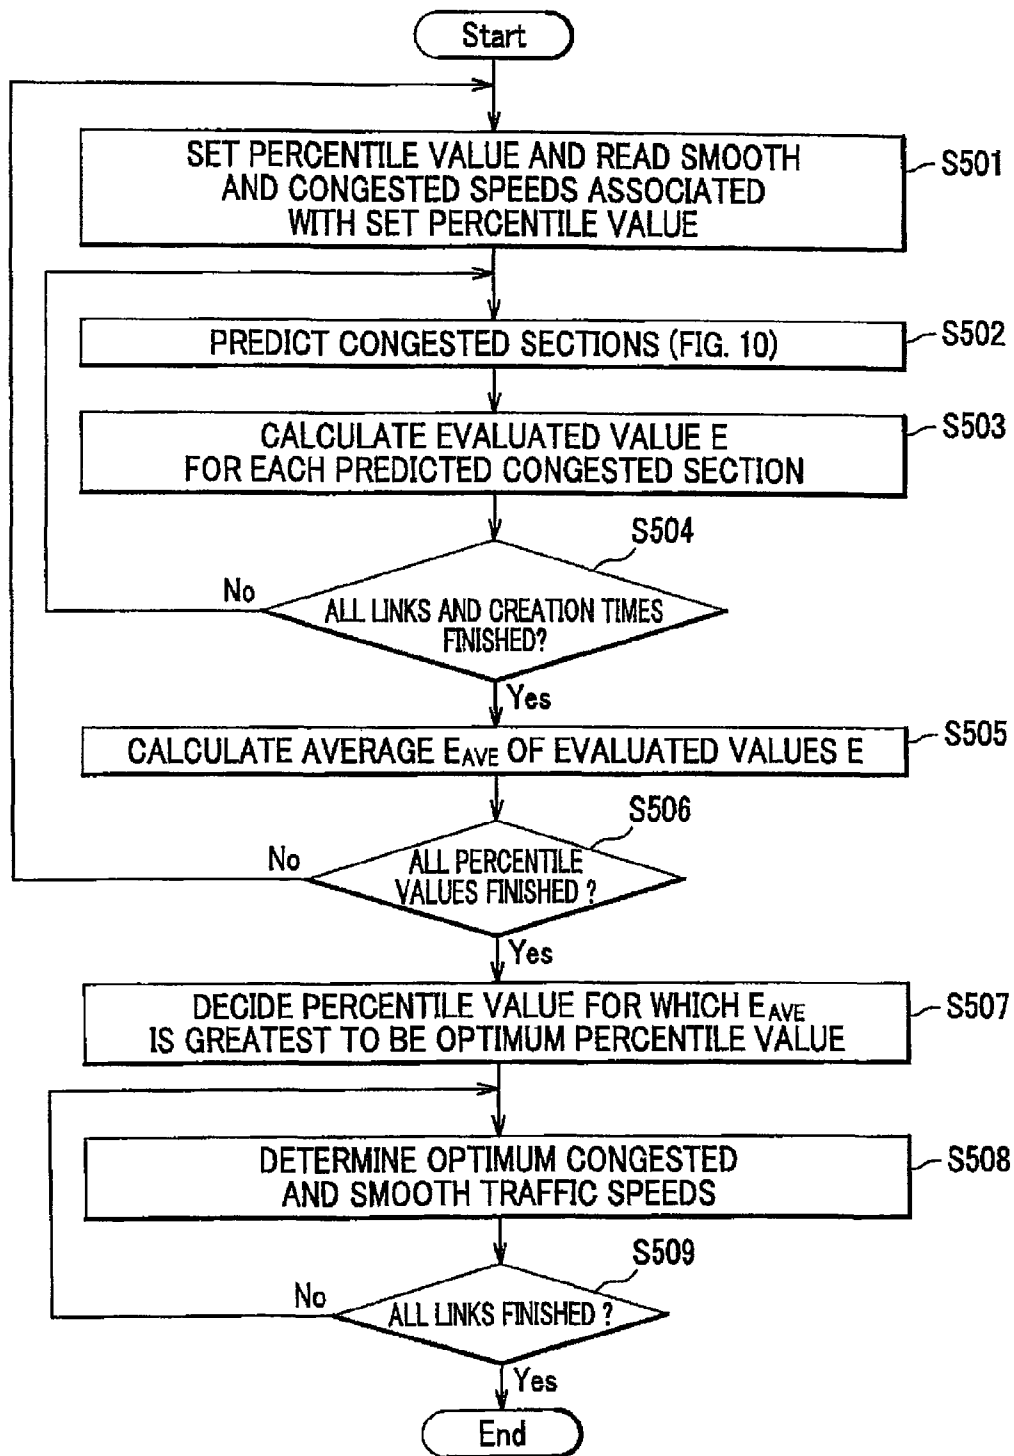 Start
SET PERCENTILE VALUE AND READ SMOOTH
AND CONGESTED SPEEDS ASSOCIATED
WITH SET PERCENTILE VALUE
S501
PREDICT CONGESTED SECTIONS (FIG. 10)
S502
CALCULATE EVALUATED VALUE E
FOR EACH PREDICTED CONGESTED SECTION
S503
S504
No
ALL LINKS AND CREATION TIMES
FINISHED?
Yes
CALCULATE AVERAGE EAVE OF EVALUATED VALUES E
S505
S506
No
ALL PERCENTILE
VALUES FINISHED ?
Yes
DECIDE PERCENTILE VALUE FOR WHICH EAVE
IS GREATEST TO BE OPTIMUM PERCENTILE VALUE
S507
DETERMINE OPTIMUM CONGESTED
AND SMOOTH TRAFFIC SPEEDS
S508
S509
No
ALL LINKS FINISHED ?
Yes
End